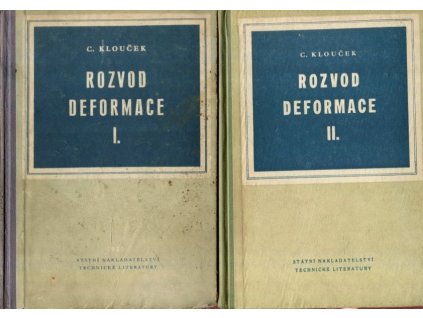 C. KLOUČEK
ROZVOD
DEFORMACE
I.
STÁTNÍ NAKLADATELSTVÍ
TECHNICKÉ LITERATURY
C. KLOUČEK
ROZVOD
DEFORMACE
II.
STÁTNÍ NAKLADATELSTVÍ
TECHNICKÉ LITERATURY